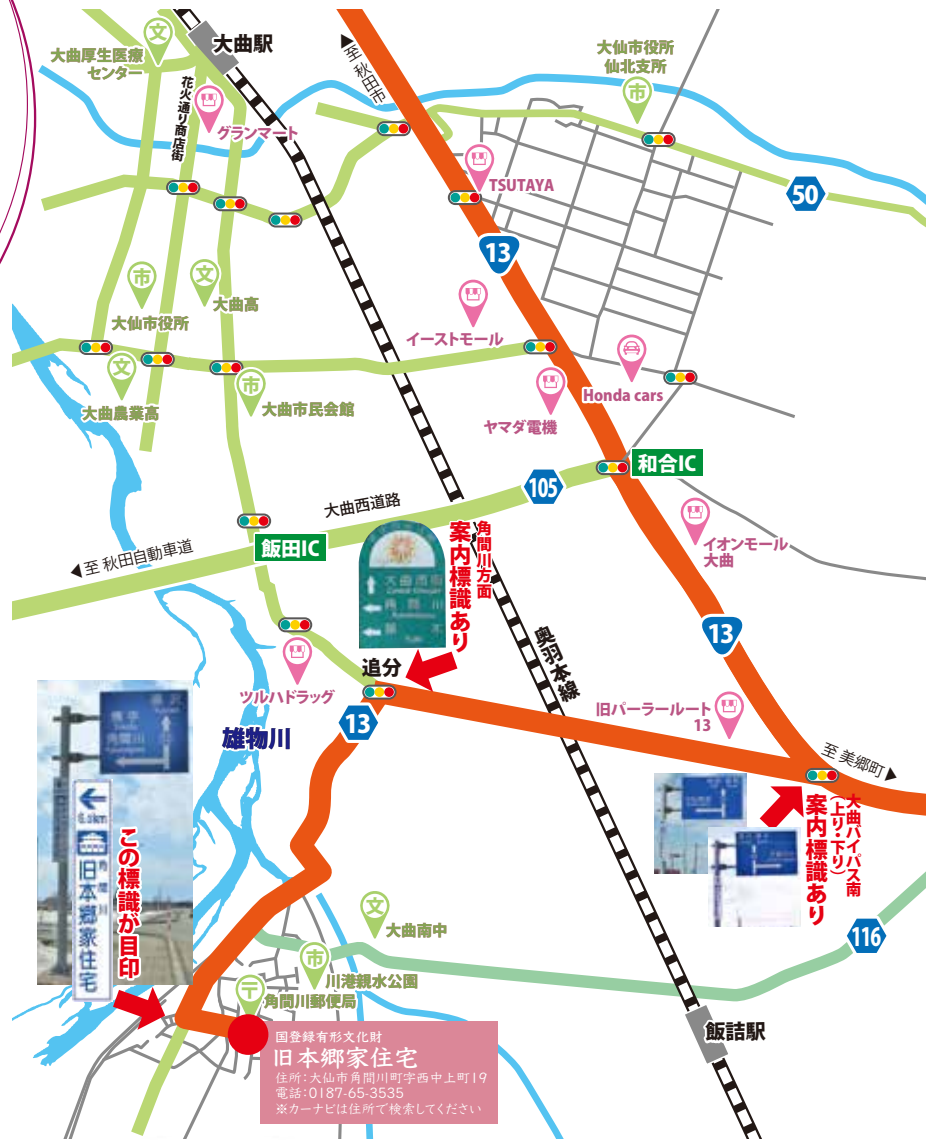 大曲駅
大曲厚生医療
センター
花火通り商店街
グランマート
◀至 秋田市
大仙市役所
仙北支所
50
TSUTAYA
13
大仙市役所
大曲高
イーストモール
Honda cars
大曲農業高
大曲市民会館
ヤマダ電機
和合IC
105
大曲西道路
飯田IC
◀至 秋田自動車道
角間川方面
案内標識あり
イオンモール
大曲
13
奥羽本線
追分
ツルハドラッグ
13
雄物川
旧パーラールート
13
至 美郷町▶
大曲バイパス南
(上り・下り)
案内標識あり
角間川
旧本郷家住宅
この標識が目印
大曲南中
116
川港親水公園
角間川郵便局
飯詰駅
国登録有形文化財
旧本郷家住宅
住所:大仙市角間川町字西中上町19
電話:0187-65-3535
※カーナビは住所で検索してください
文
市
文
市
文
市
文
市
〒